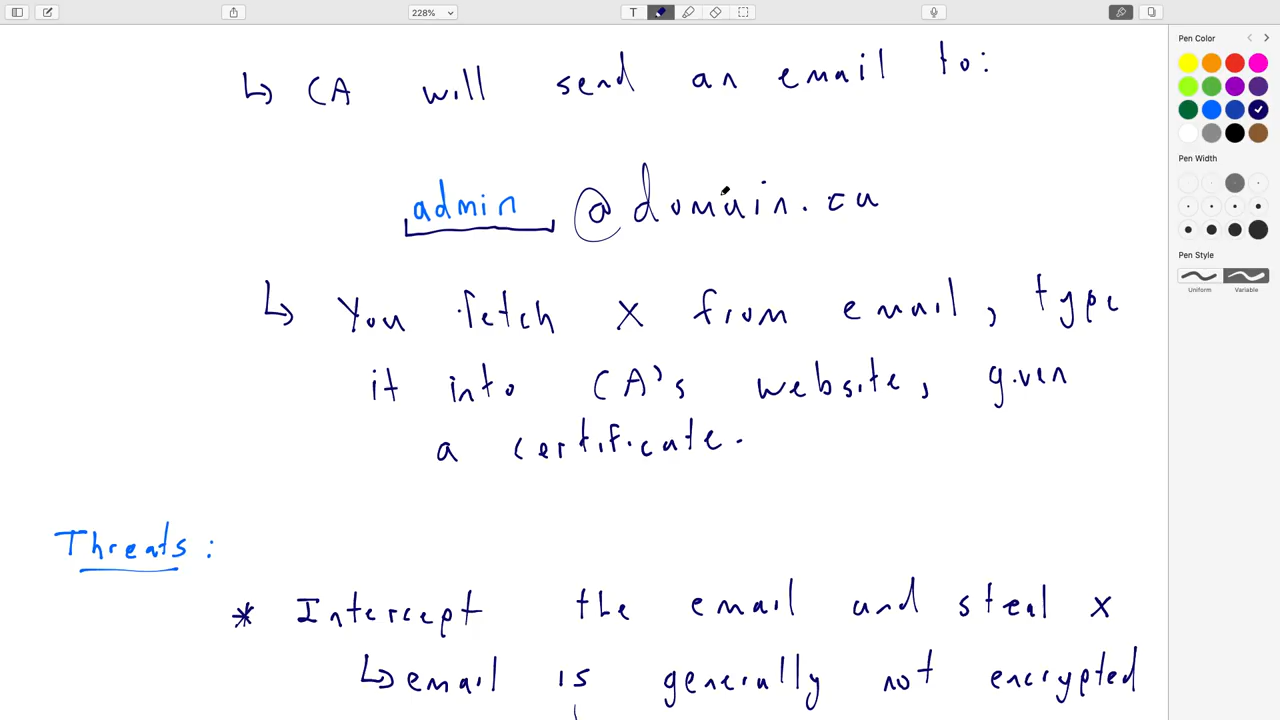 228%
T
Pen Color
↳ CA will send an email to:
admin @domain.ca
Pen Width
Pen Style
Uniform Variable
↳ You fetch X from email, type
it into CA's website, given
a certificate.
Threats:
* Intercept the email and steal x
↳ email is generally not encrypted